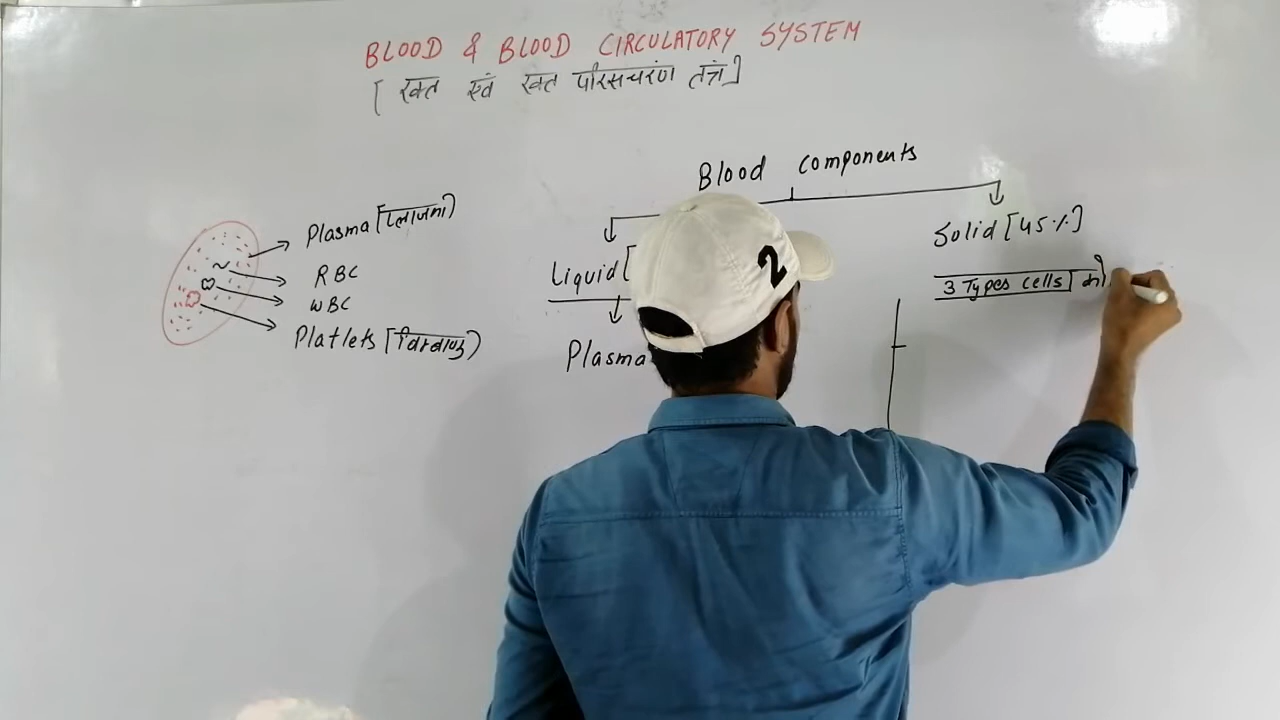 BLOOD & BLOOD CIRCULATORY SYSTEM
[ रक्त एवं रक्त परिसंचरण तंत्र ]
Blood components
Plasma [प्लाज्मा)
RBC
WBC
Platlets [बिंबाणु)
Liquid [
Plasma
Solid [45%]
3 Types cells [
2